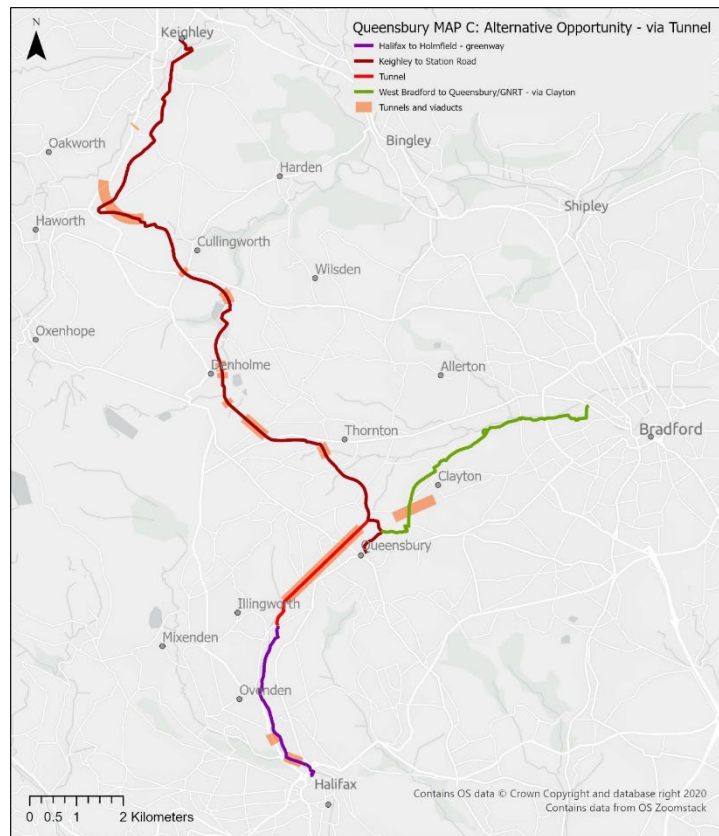 Queensbury MAP C: Alternative Opportunity - via Tunnel
Halifax to Holmfield - greenway
Keighley to Station Road
Tunnel
West Bradford to Queensbury/GNRT - via Clayton
Tunnels and viaducts
N
Keighley
Bingley
Oakworth
Harden
Shipley
Haworth
Cullingworth
Wilsden
Oxenhope
Denholme
Allerton
Thornton
Bradford
Clayton
Queensbury
Illingworth
Mixenden
Ovenden
Halifax
Contains OS data © Crown Copyright and database right 2020
Contains data from OS Zoomstack
0 0.5 1 2 Kilometers